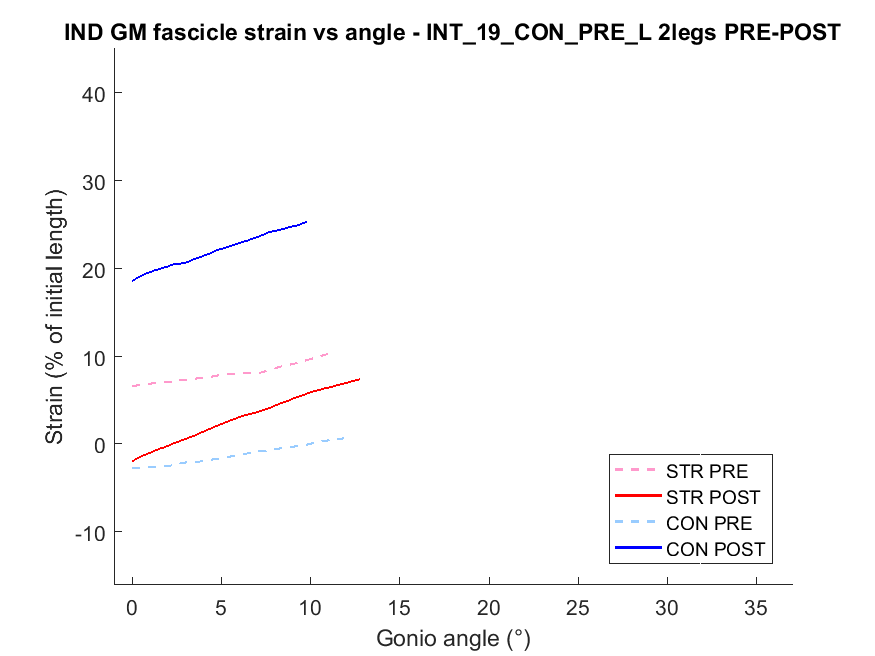 IND GM fascicle strain vs angle - INT_19_CON_PRE_L 2legs PRE-POST
Strain (% of initial length)
40
30
20
10
0
-10
0 5 10 15 20 25 30 35
Gonio angle (°)
STR PRE
STR POST
CON PRE
CON POST